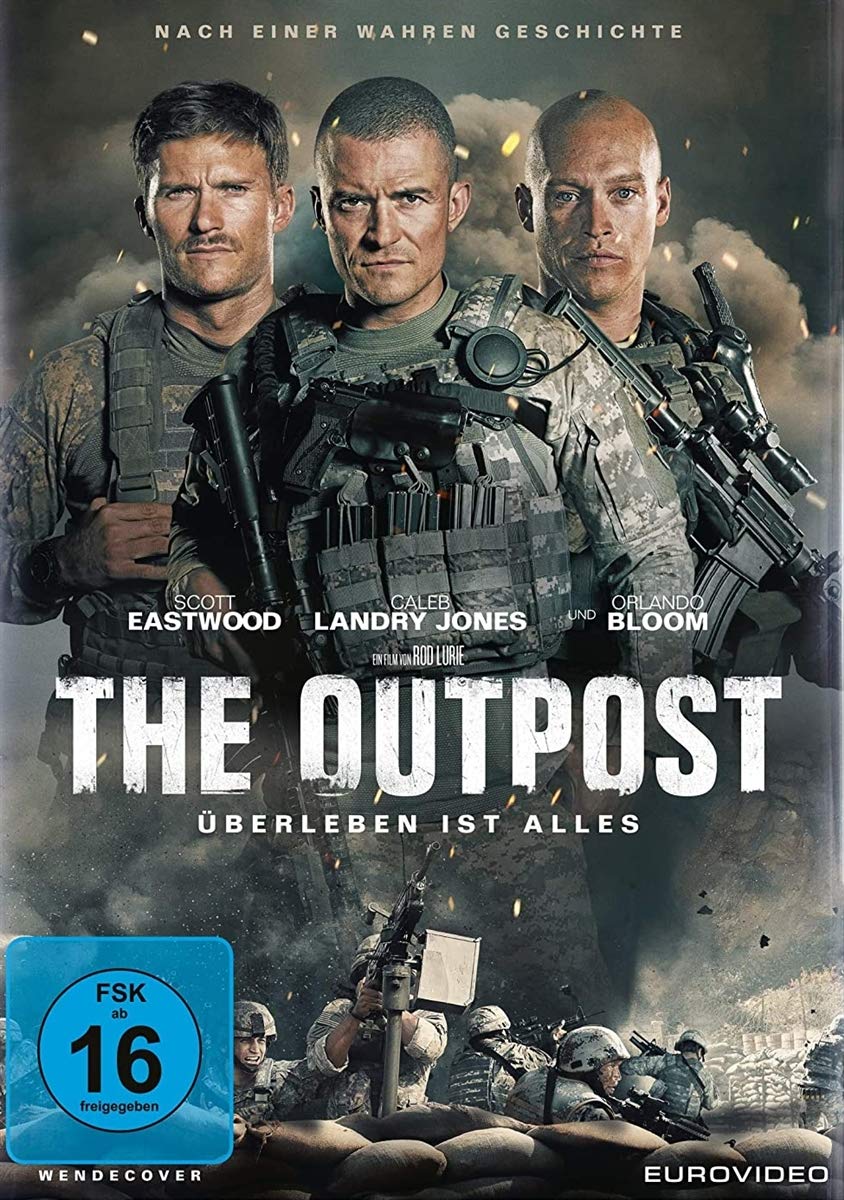 NACH EINER WAHREN GESCHICHTE
SCOTT EASTWOOD
CALEB LANDRY JONES
UND
ORLANDO BLOOM
EIN FILM VON ROD LURIE
THE OUTPOST
ÜBERLEBEN IST ALLES
FSK
ab
16
freigegeben
WENDECOVER
EUROVIDEO